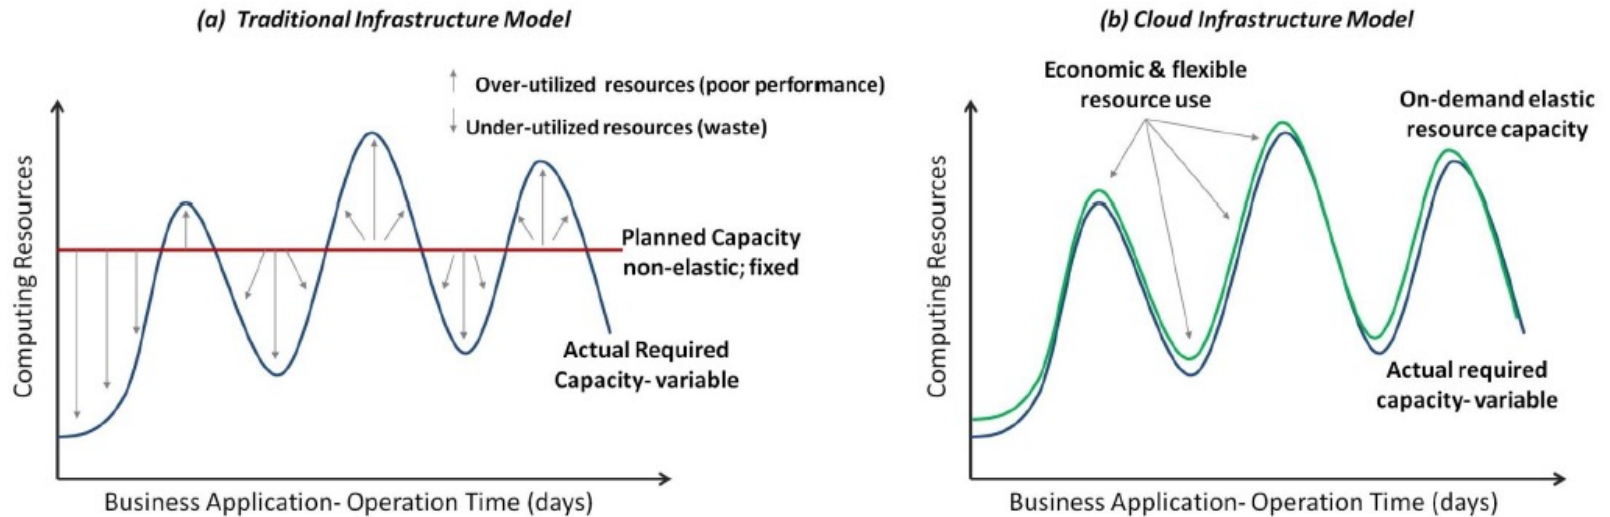 (a) Traditional Infrastructure Model
Over-utilized resources (poor performance)
Under-utilized resources (waste)
Computing Resources
Planned Capacity
non-elastic; fixed
Actual Required
Capacity- variable
Business Application- Operation Time (days)
(b) Cloud Infrastructure Model
Economic & flexible
resource use
On-demand elastic
resource capacity
Computing Resources
Actual required
capacity- variable
Business Application- Operation Time (days)